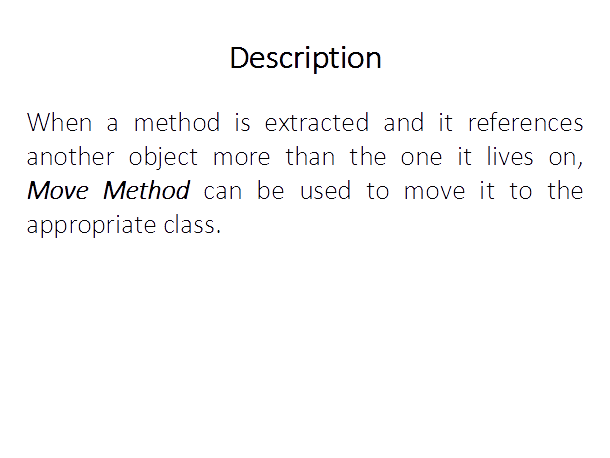 Description
When a method is extracted and it references
another object more than the one it lives on,
Move Method can be used to move it to the
appropriate class.